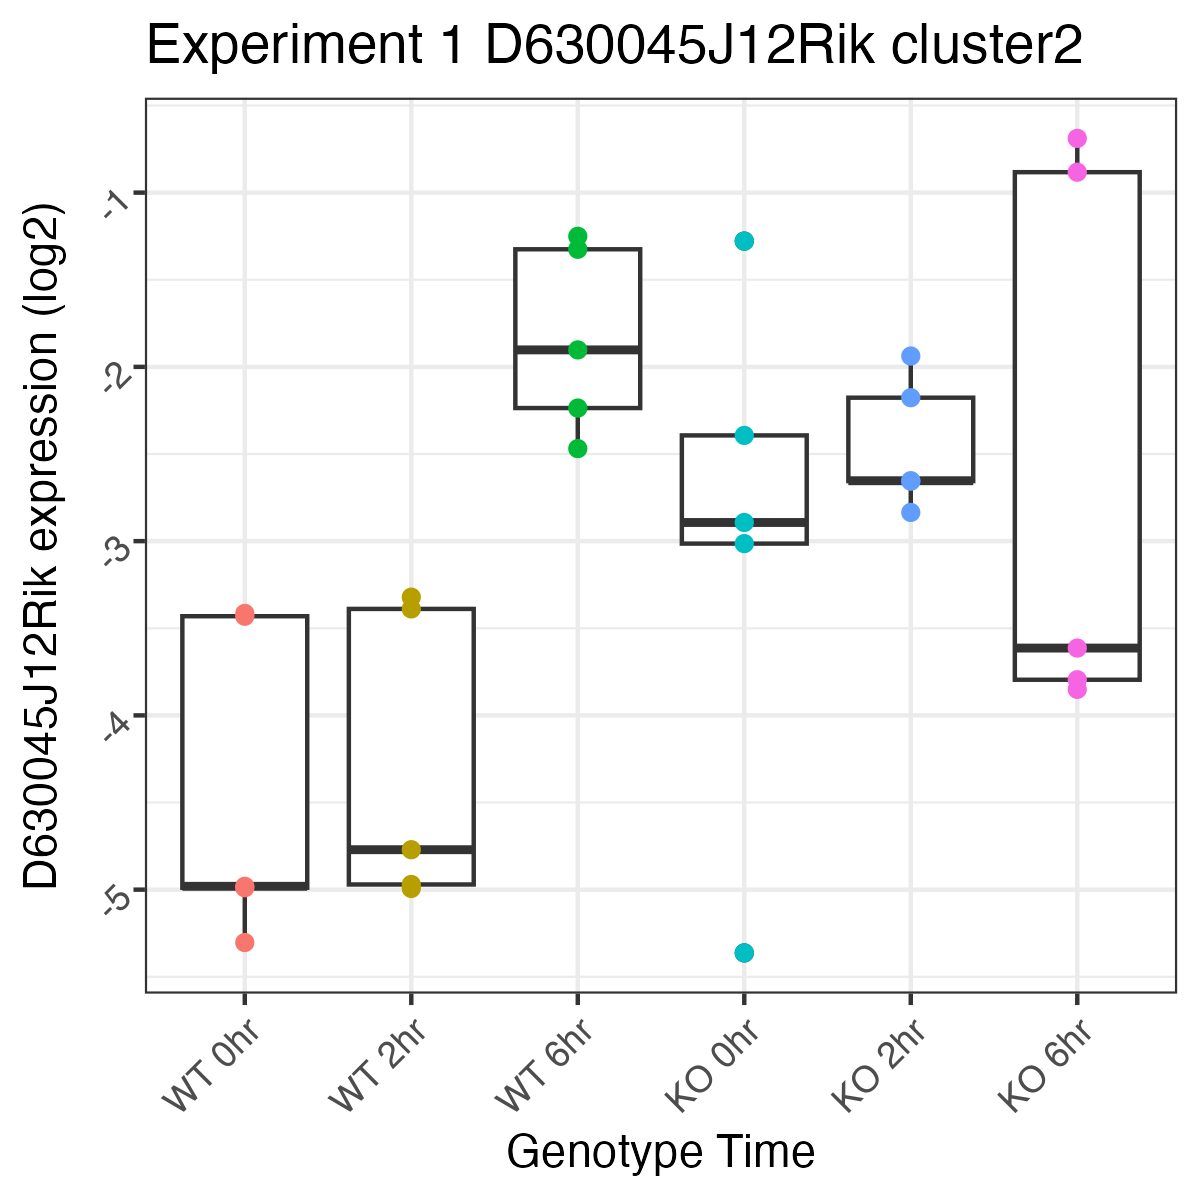 Experiment 1 D630045J12Rik cluster2
D630045J12Rik expression (log2)
-1
-2
-3
-4
-5
WT 0hr
WT 2hr
WT 6hr
KO 0hr
KO 2hr
KO 6hr
Genotype Time